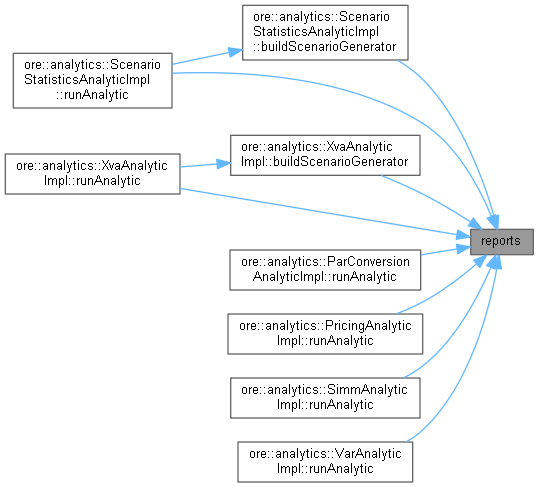 ore::analytics::Scenario
StatisticsAnalyticImpl
::buildScenarioGenerator
ore::analytics::Scenario
StatisticsAnalyticImpl
::runAnalytic
ore::analytics::XvaAnalytic
Impl::buildScenarioGenerator
ore::analytics::XvaAnalytic
Impl::runAnalytic
reports
ore::analytics::ParConversion
AnalyticImpl::runAnalytic
ore::analytics::PricingAnalytic
Impl::runAnalytic
ore::analytics::SimmAnalytic
Impl::runAnalytic
ore::analytics::VarAnalytic
Impl::runAnalytic